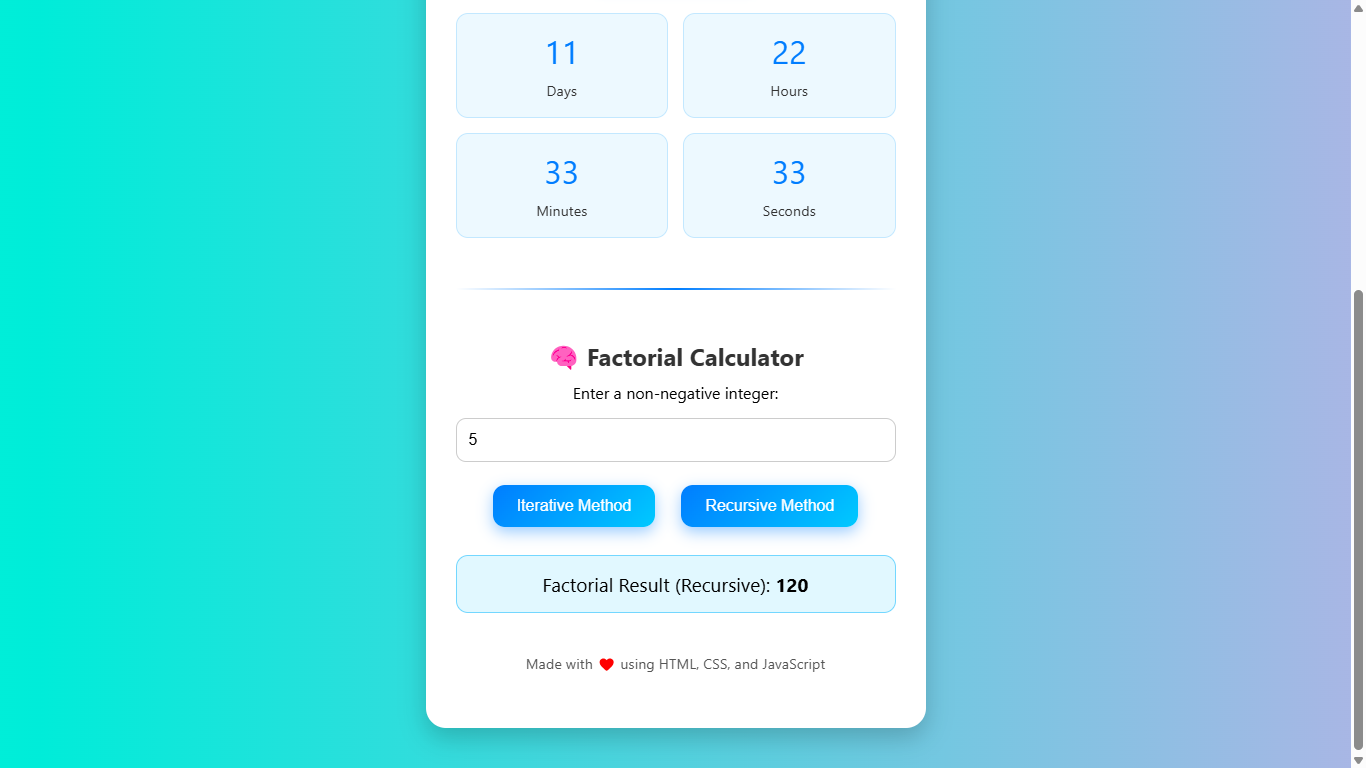 11
Days
22
Hours
33
Minutes
33
Seconds
🧠 Factorial Calculator
Enter a non-negative integer:
5
Iterative Method
Recursive Method
Factorial Result (Recursive): 120
Made with ❤️ using HTML, CSS, and JavaScript